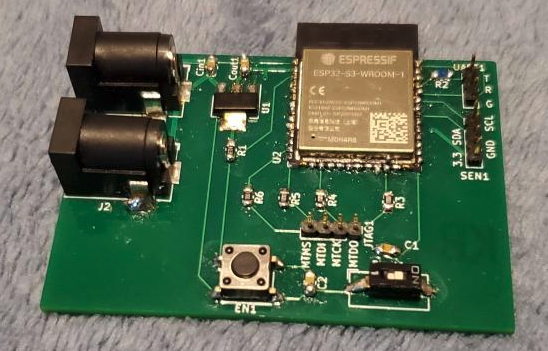 Cin1
Cout1
U1
R1
J2
ESPRESSIF
ESP32-S3-WROOM-1
CE
U2
R2
T
R
G
SCL
SDA
3.3
GND
SEN1
R6
R5
R4
R3
MTMS
MTDI
MTCK
MTDO
JTAG1
C1
C2
EN1
ON